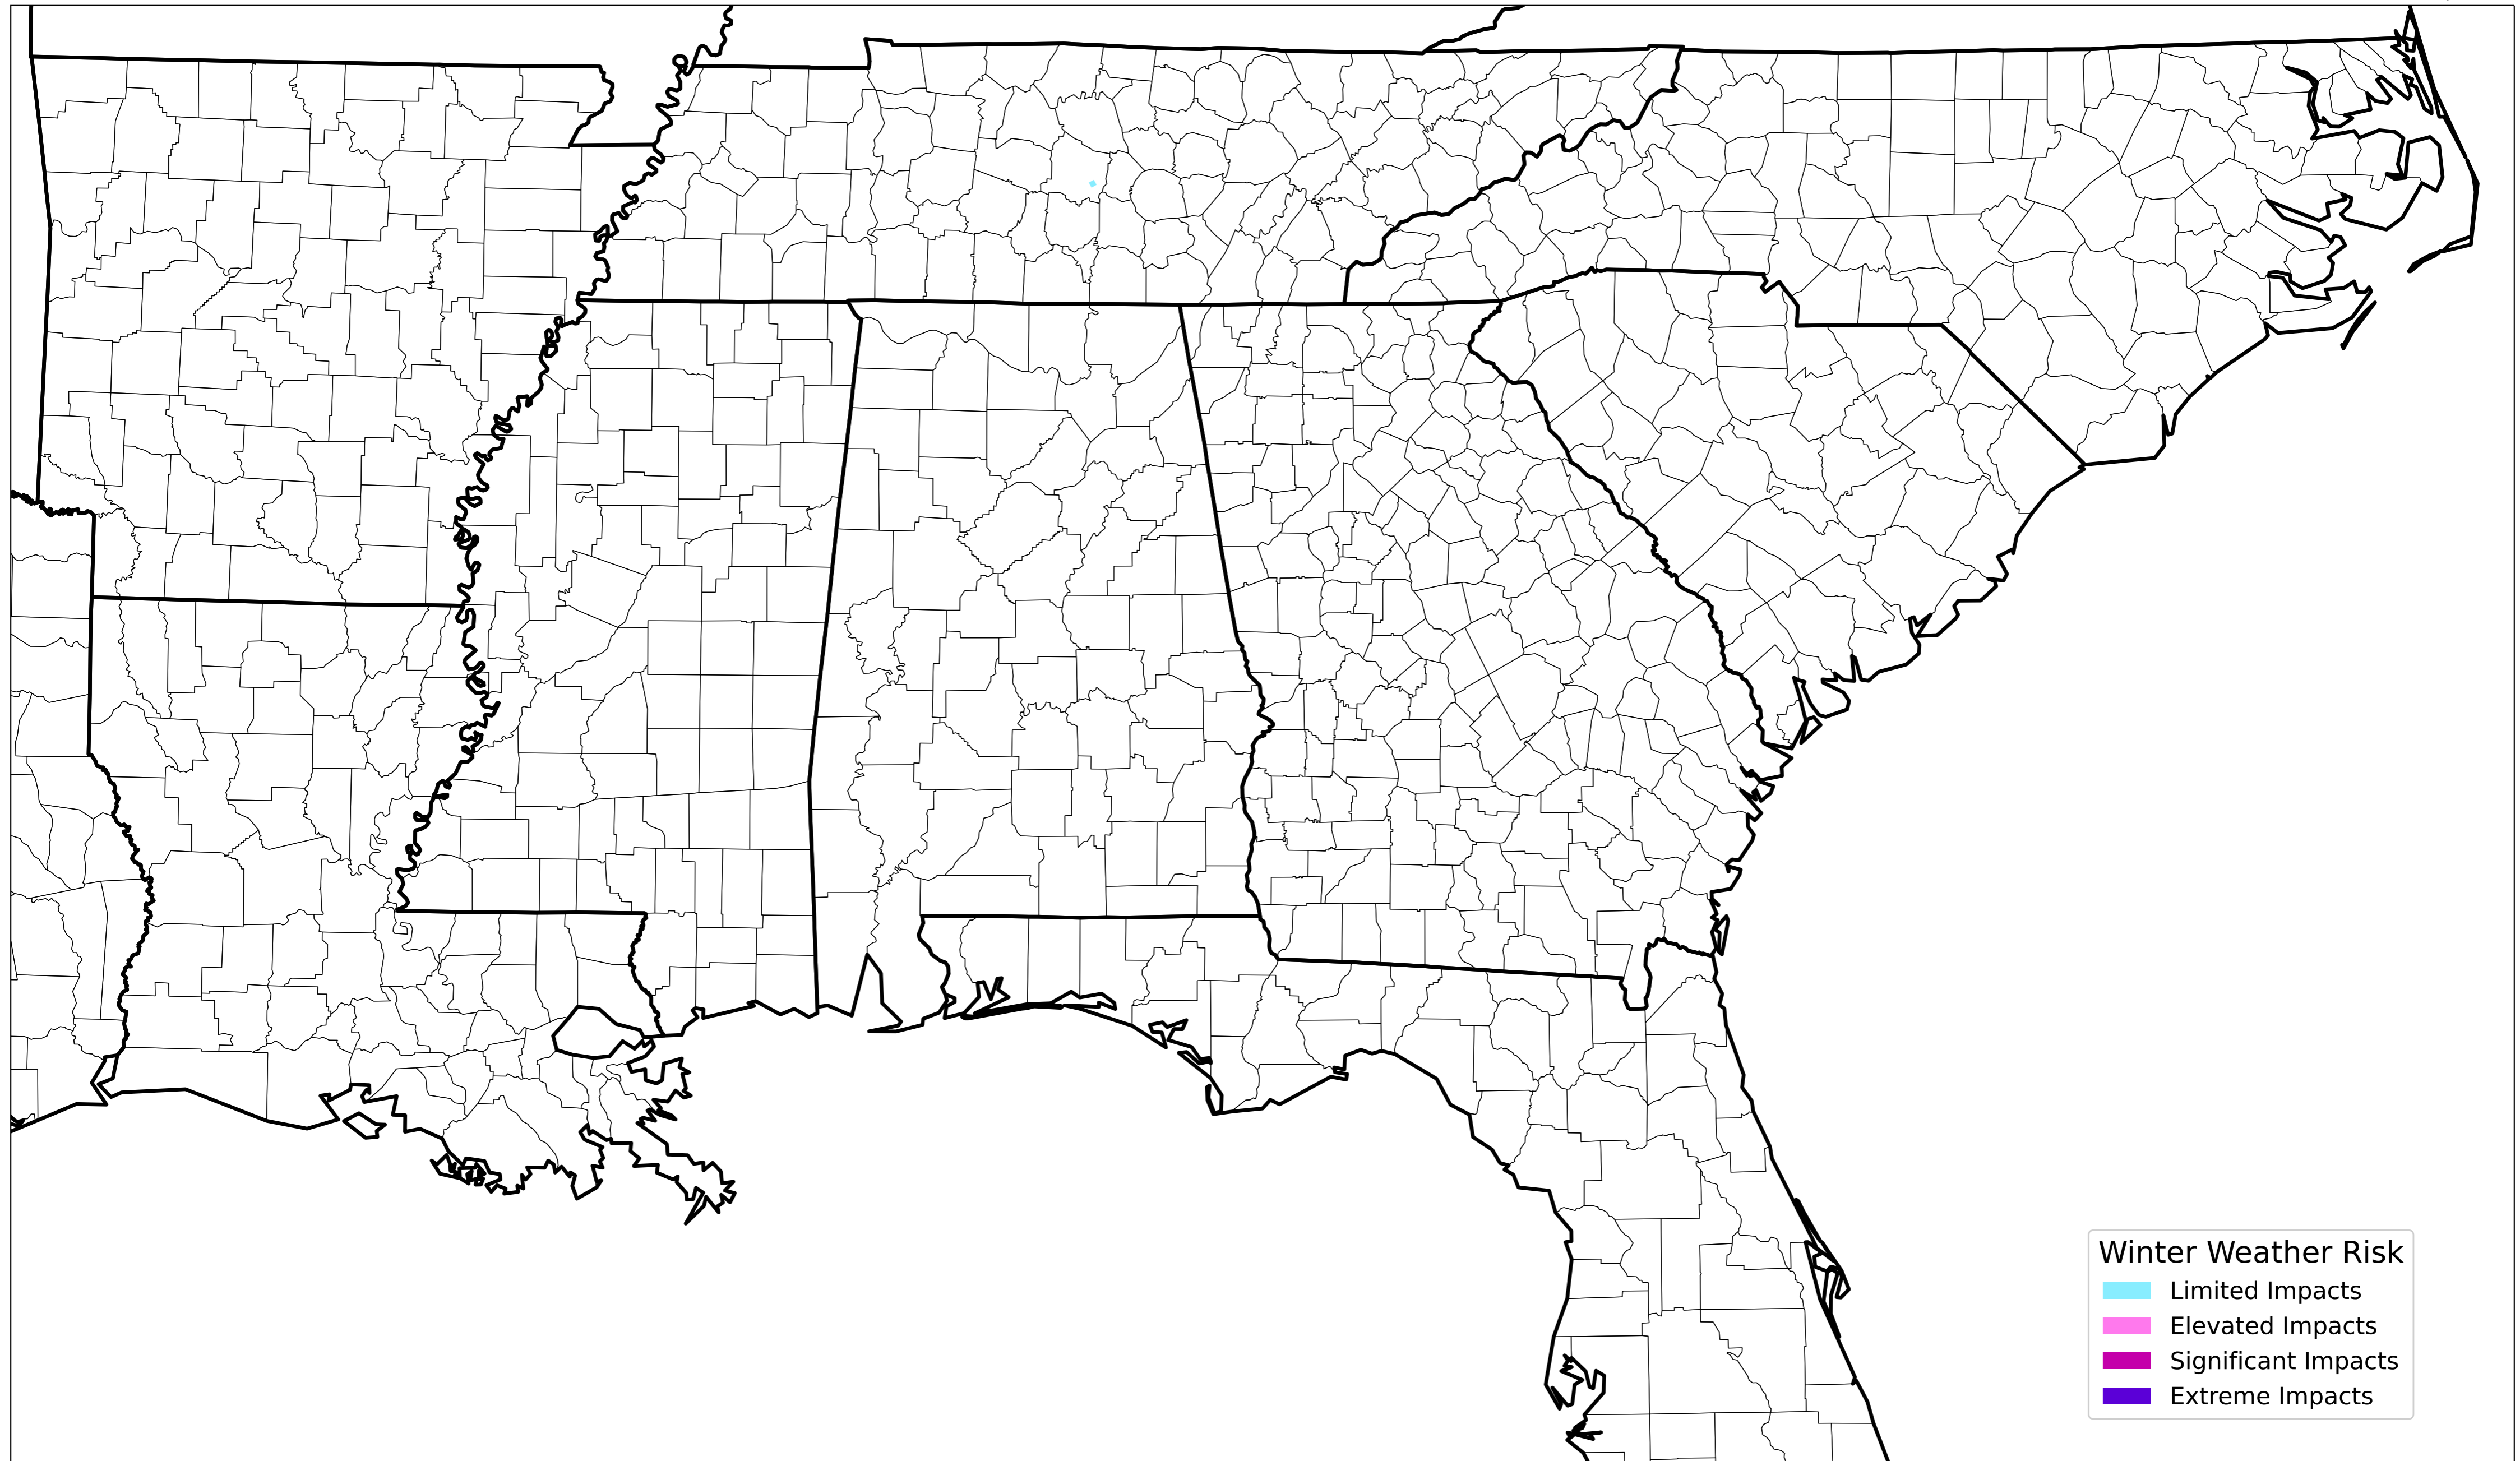 Winter Weather Risk
Limited Impacts
Elevated Impacts
Significant Impacts
Extreme Impacts